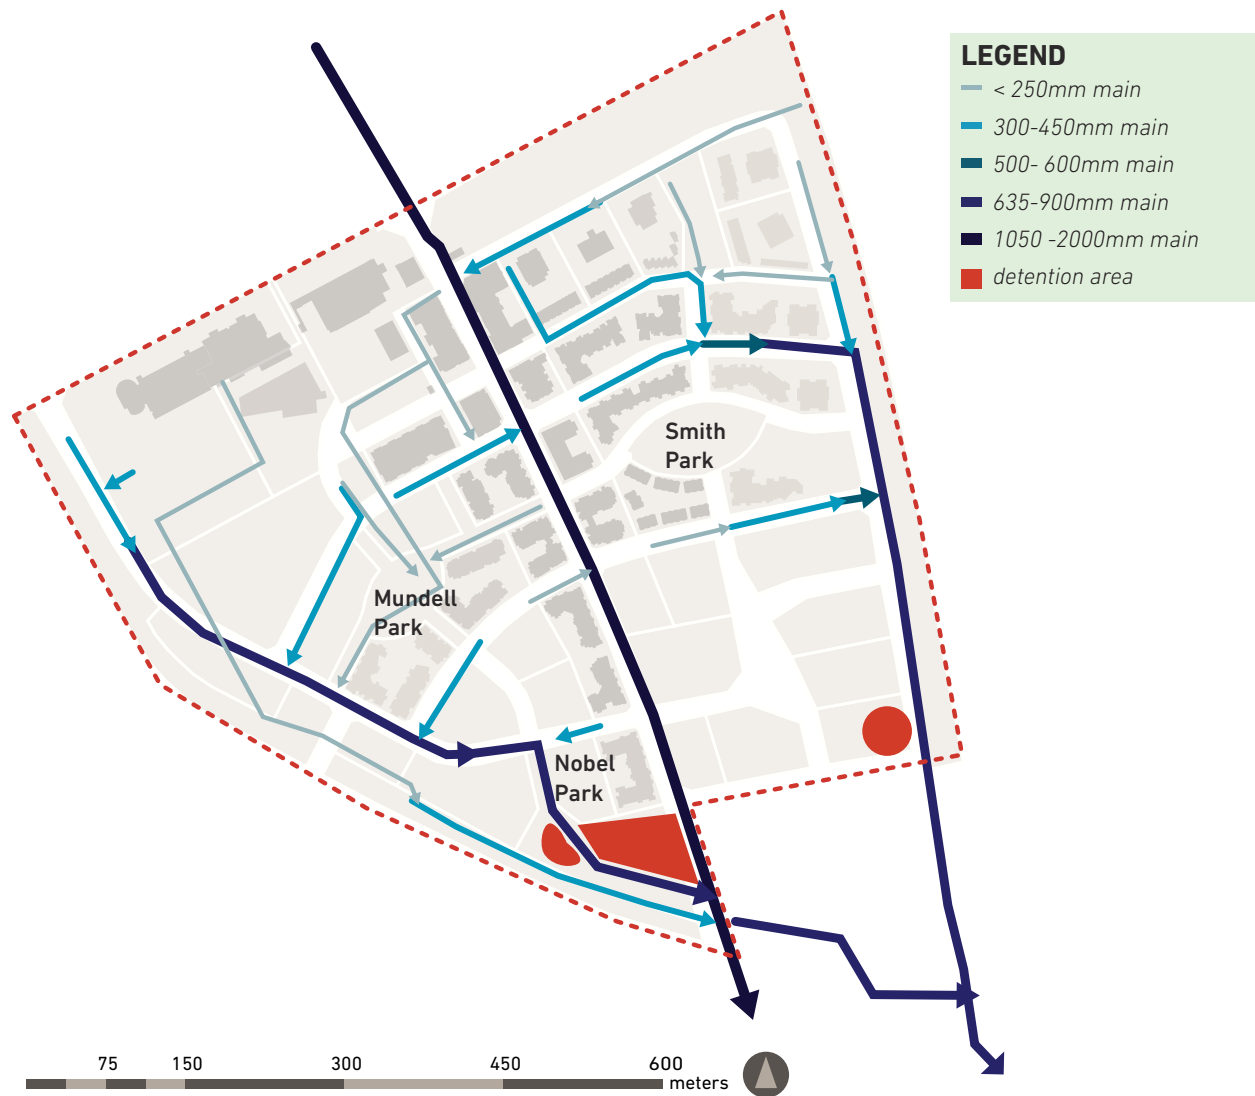 LEGEND
< 250mm main
300-450mm main
500- 600mm main
635-900mm main
1050 -2000mm main
detention area
Smith
Park
Mundell
Park
Nobel
Park
75 150 300 450 600
meters